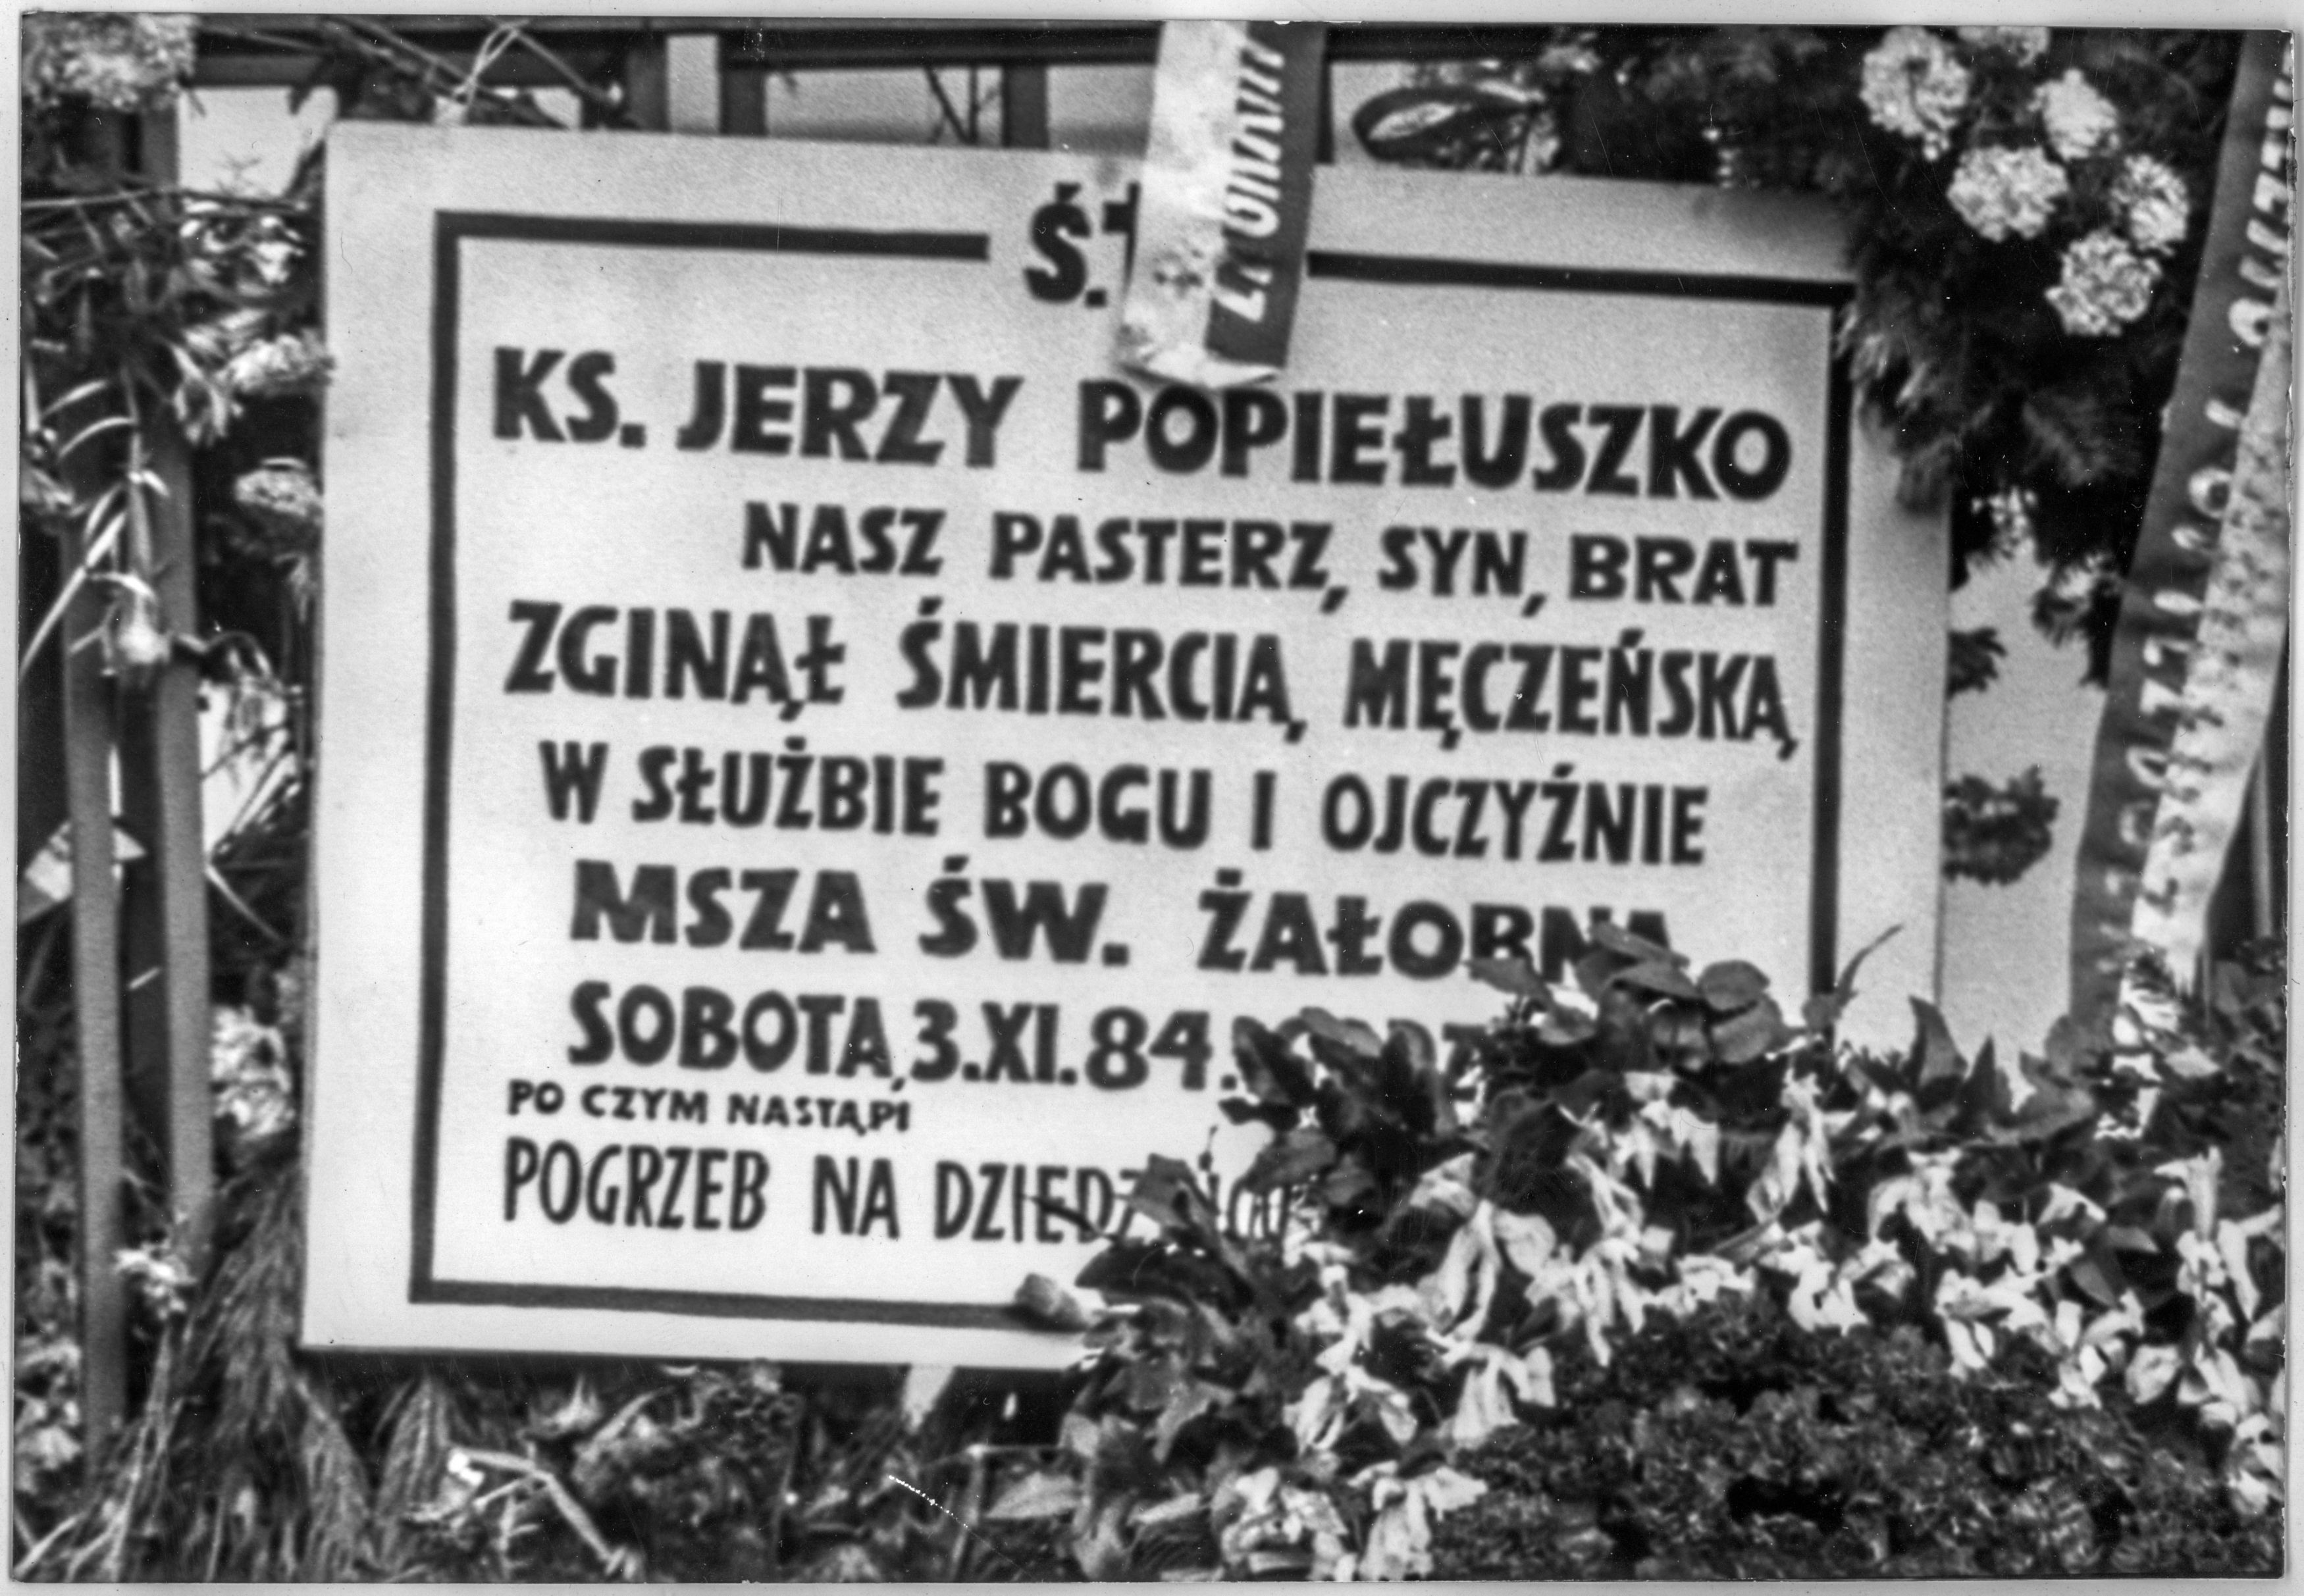 Ś.
KS. JERZY POPIEŁUSZKO
NASZ PASTERZ, SYN, BRAT
ZGINĄŁ ŚMIERCIĄ MĘCZEŃSKĄ
W SŁUŻBIE BOGU I OJCZYŹNIE
MSZA ŚW. ŻAŁOBNA
SOBOTA, 3.XI.84.
PO CZYM NASTĄPI
POGRZEB NA